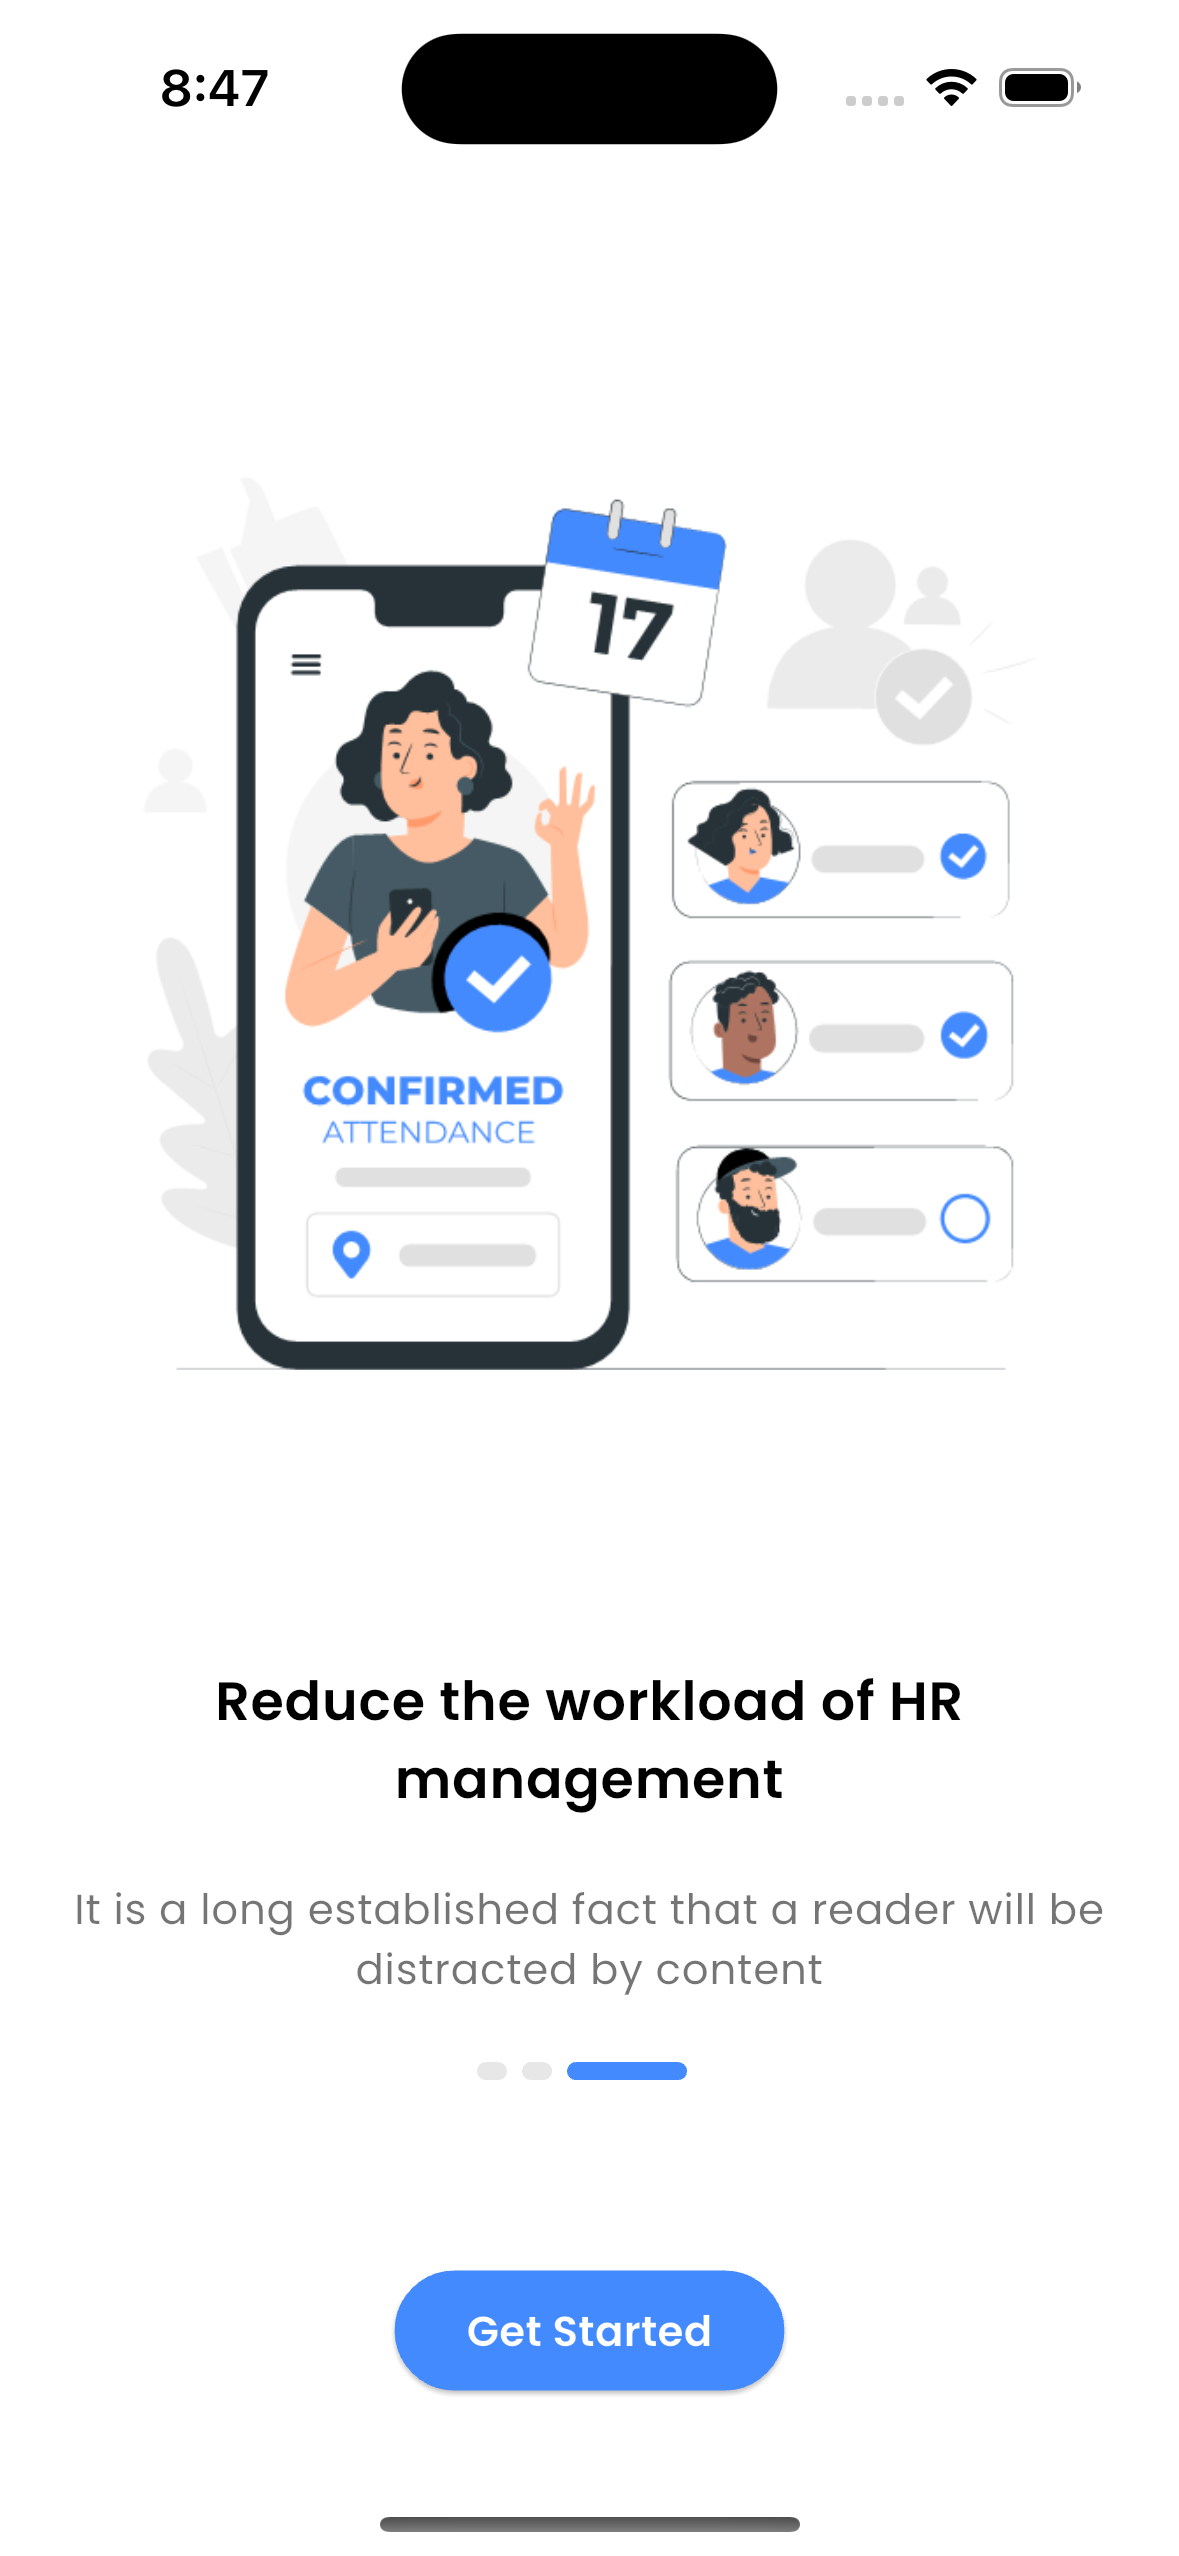 8:47
17
CONFIRMED
ATTENDANCE
Reduce the workload of HR
management
It is a long established fact that a reader will be
distracted by content
Get Started